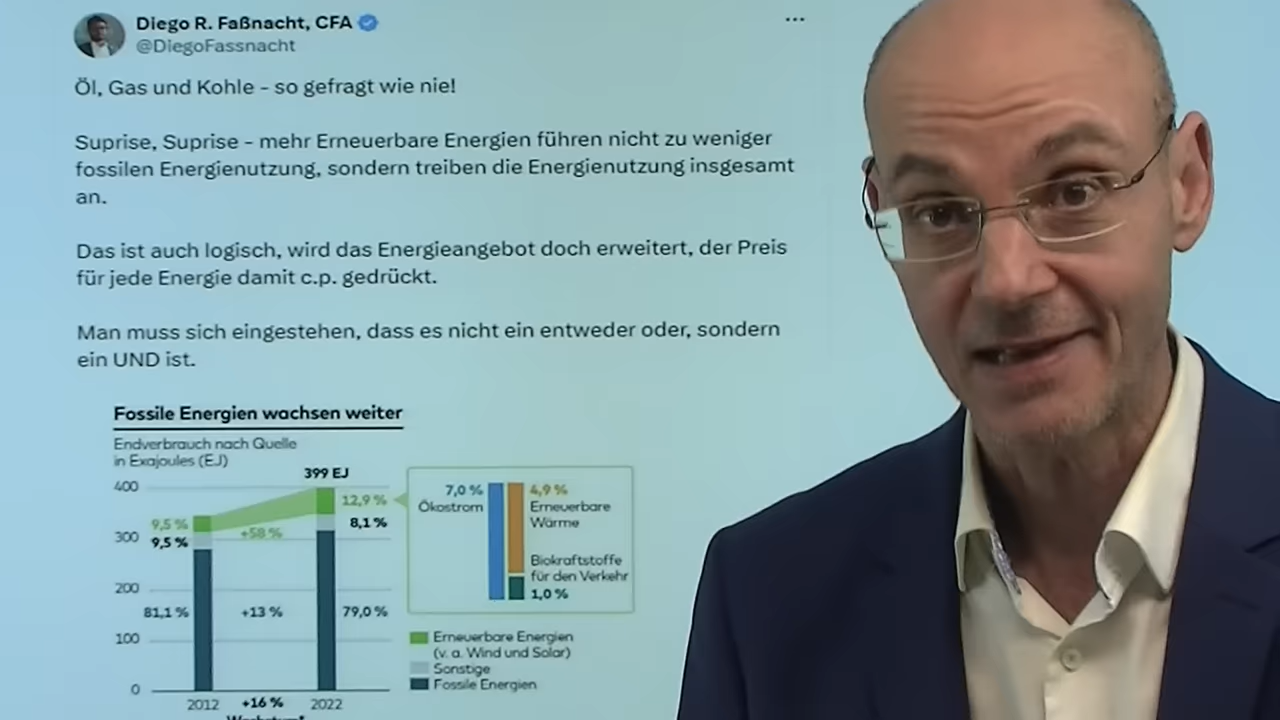 Diego R. Faßnacht, CFA
@DiegoFassnacht
Öl, Gas und Kohle – so gefragt wie nie!
Suprise, Suprise – mehr Erneuerbare Energien führen nicht zu weniger
fossilen Energienutzung, sondern treiben die Energienutzung insgesamt
an.
Das ist auch logisch, wird das Energieangebot doch erweitert, der Preis
für jede Energie damit c.p. gedrückt.
Man muss sich eingestehen, dass es nicht ein entweder oder, sondern
ein UND ist.
Fossile Energien wachsen weiter
Endverbrauch nach Quelle
in Exajoules (EJ)
399 EJ
400
300
200
100
0
9,5 %
9,5 %
81,1 %
+58 %
+13 %
12,9 %
8,1 %
79,0 %
2012
+16 %
2022
7,0 %
Ökostrom
4,9 %
Erneuerbare
Wärme
Biokraftstoffe
für den Verkehr
1,0 %
Erneuerbare Energien
(v. a. Wind und Solar)
Sonstige
Fossile Energien